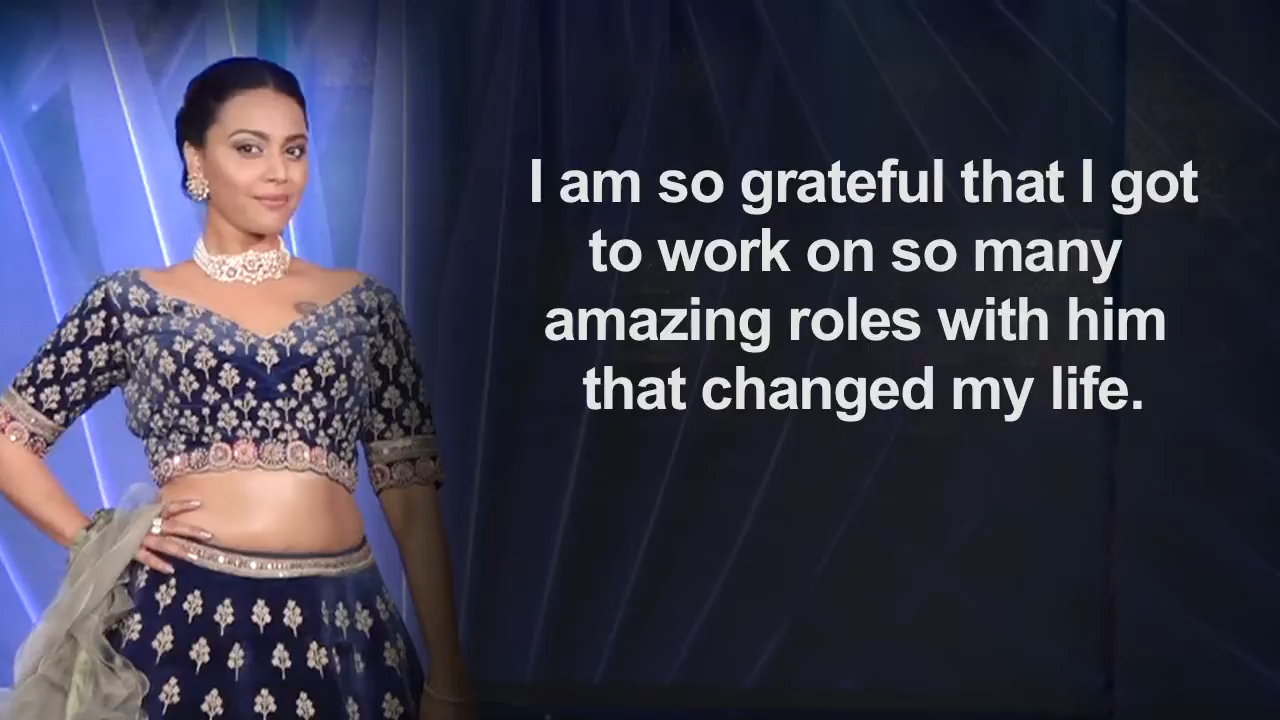 I am so grateful that I got
to work on so many
amazing roles with him
that changed my life.